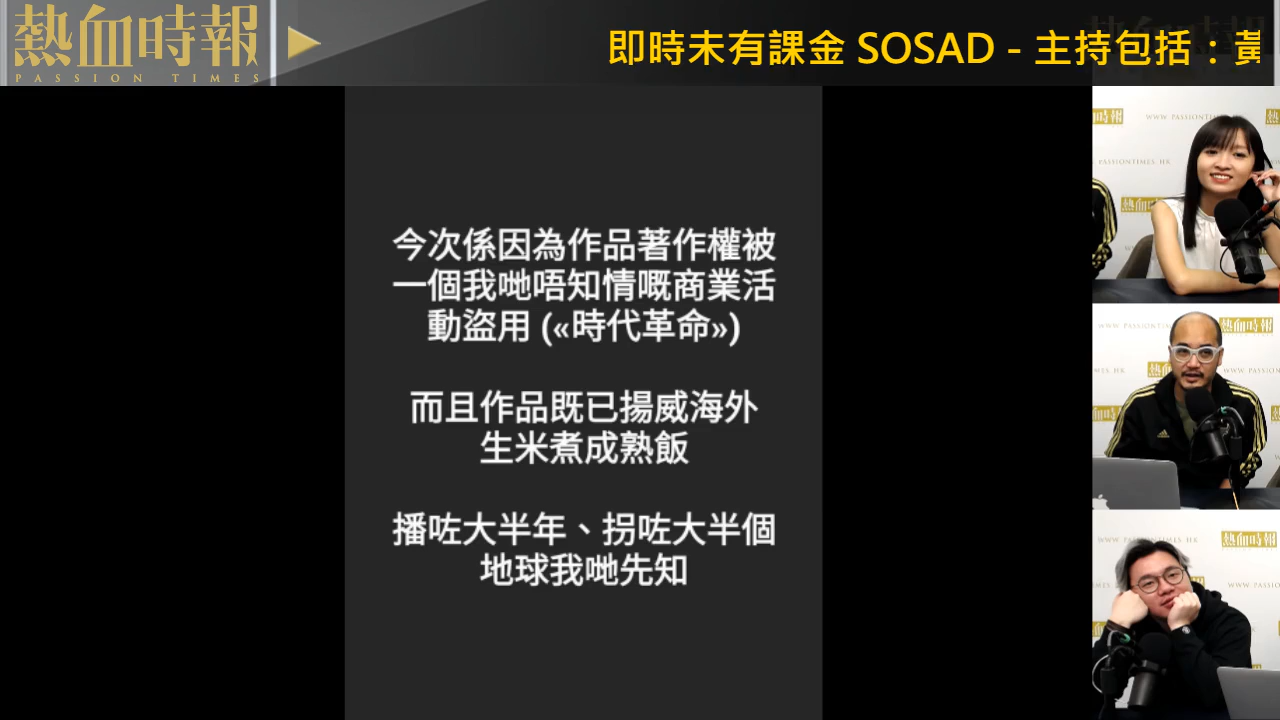 熱血時報
PASSION TIMES
即時未有課金 SOSAD - 主持包括：黃
今次係因為作品著作權被
一個我哋唔知情嘅商業活
動盜用 («時代革命»)
而且作品既已揚威海外
生米煮成熟飯
播咗大半年、拐咗大半個
地球我哋先知
WWW.PASSIONTIMES.HK